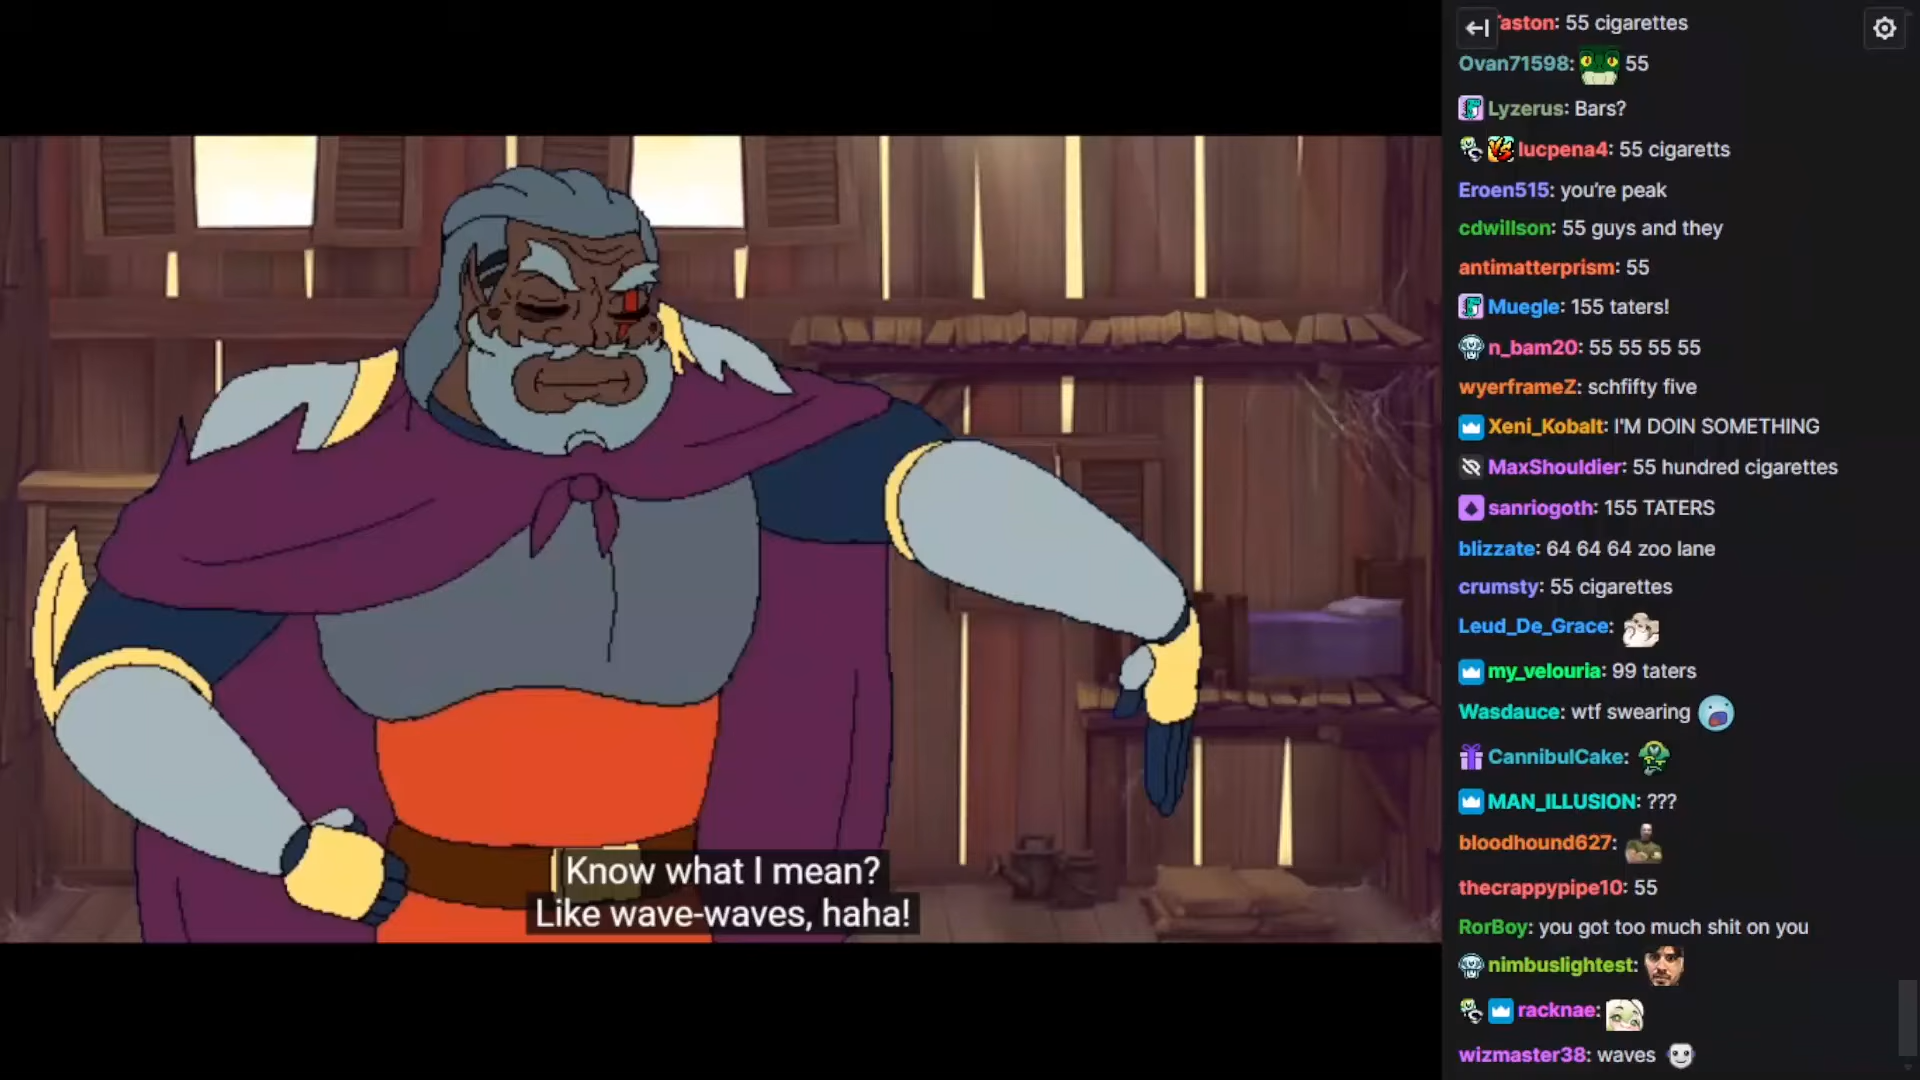 Know what I mean?
Like wave-waves, haha!
aston: 55 cigarettes
Ovan71598: 55
Lyzerus: Bars?
lucpena4: 55 cigaretts
Eroen515: you’re peak
cdwillson: 55 guys and they
antimatterprism: 55
Muegle: 155 taters!
n_bam20: 55 55 55 55
wyerframeZ: schfifty five
Xeni_Kobalt: I'M DOIN SOMETHING
MaxShouldier: 55 hundred cigarettes
sanriogoth: 155 TATERS
blizzate: 64 64 64 zoo lane
crumsty: 55 cigarettes
Leud_De_Grace:
my_velouria: 99 taters
Wasdauce: wtf swearing
CannibulCake:
MAN_ILLUSION: ???
bloodhound627:
thecrappypipe10: 55
RorBoy: you got too much shit on you
nimbuslightest:
racknae:
wizmaster38: waves